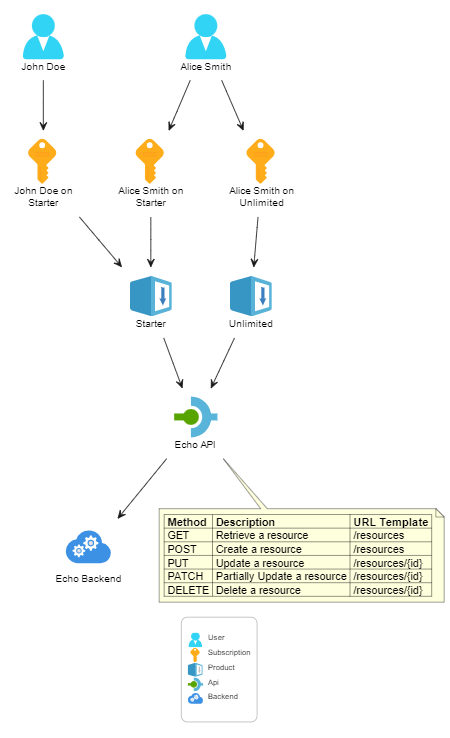 John Doe
Alice Smith
John Doe on
Starter
Alice Smith on
Starter
Alice Smith on
Unlimited
Starter
Unlimited
Echo API
Echo Backend
Method Description URL Template
GET Retrieve a resource /resources
POST Create a resource /resources
PUT Update a resource /resources/{id}
PATCH Partially Update a resource /resources/{id}
DELETE Delete a resource /resources/{id}
User
Subscription
Product
Api
Backend